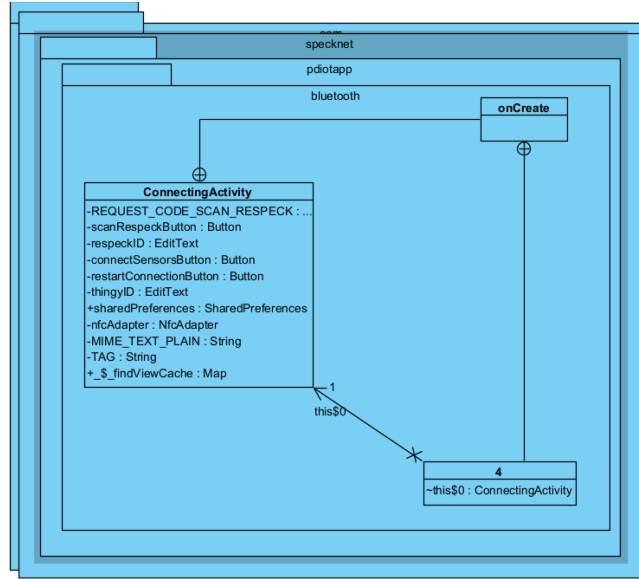 com
specknet
pdiotapp
bluetooth
onCreate
ConnectingActivity
-REQUEST_CODE_SCAN_RESPECK : ...
-scanRespeckButton : Button
-respeckID : EditText
-connectSensorsButton : Button
-restartConnectionButton : Button
-thingyID : EditText
+sharedPreferences : SharedPreferences
-nfcAdapter : NfcAdapter
-MIME_TEXT_PLAIN : String
-TAG : String
+_$_findViewCache : Map
1
this$0
4
~this$0 : ConnectingActivity